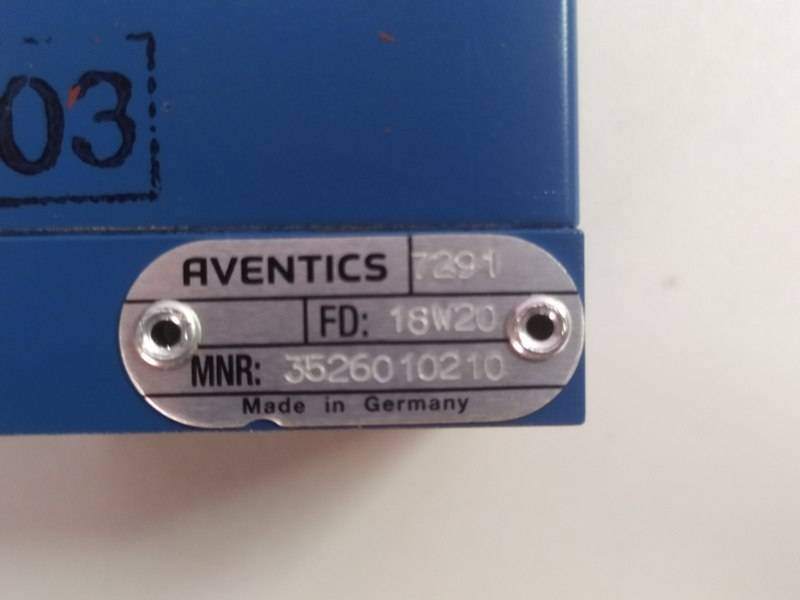 03
AVENTICS 7291
FD: 18W20
MNR: 3526010210
Made in Germany